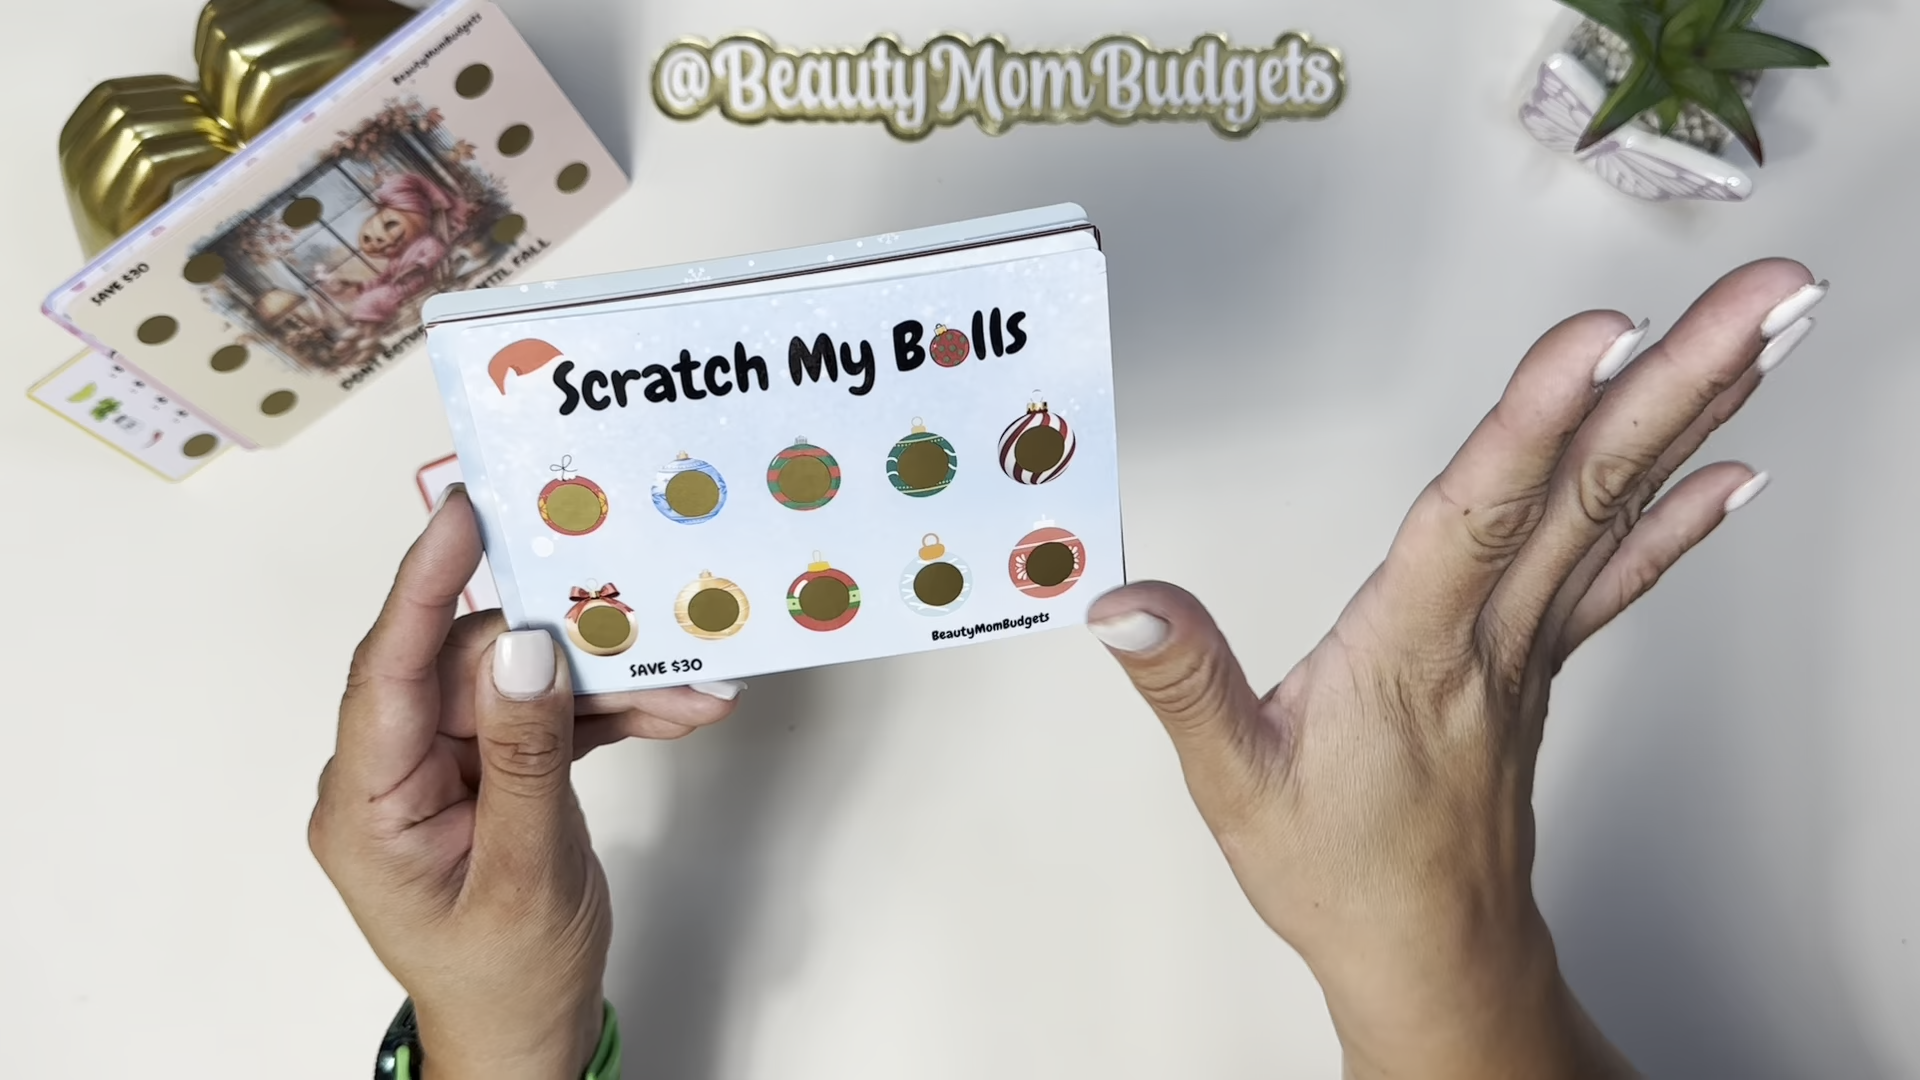 @BeautyMomBudgets
BeautyMomBudgets
SAVE $30
Scratch My Balls
BeautyMomBudgets
SAVE $30